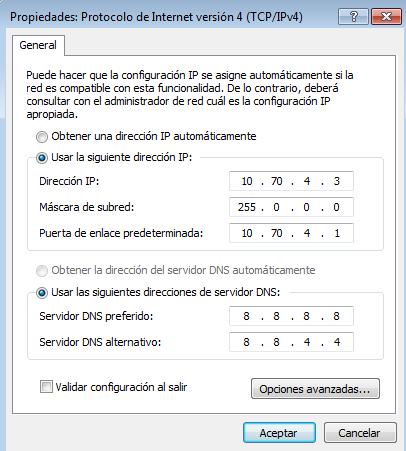 Propiedades: Protocolo de Internet versión 4 (TCP/IPv4)
General
Puede hacer que la configuración IP se asigne automáticamente si la
red es compatible con esta funcionalidad. De lo contrario, deberá
consultar con el administrador de red cuál es la configuración IP
apropiada.
Obtener una dirección IP automáticamente
Usar la siguiente dirección IP:
Dirección IP: 10 . 70 . 4 . 3
Máscara de subred: 255 . 0 . 0 . 0
Puerta de enlace predeterminada: 10 . 70 . 4 . 1
Obtener la dirección del servidor DNS automáticamente
Usar las siguientes direcciones de servidor DNS:
Servidor DNS preferido: 8 . 8 . 8 . 8
Servidor DNS alternativo: 8 . 8 . 4 . 4
Validar configuración al salir
Opciones avanzadas...
Aceptar Cancelar